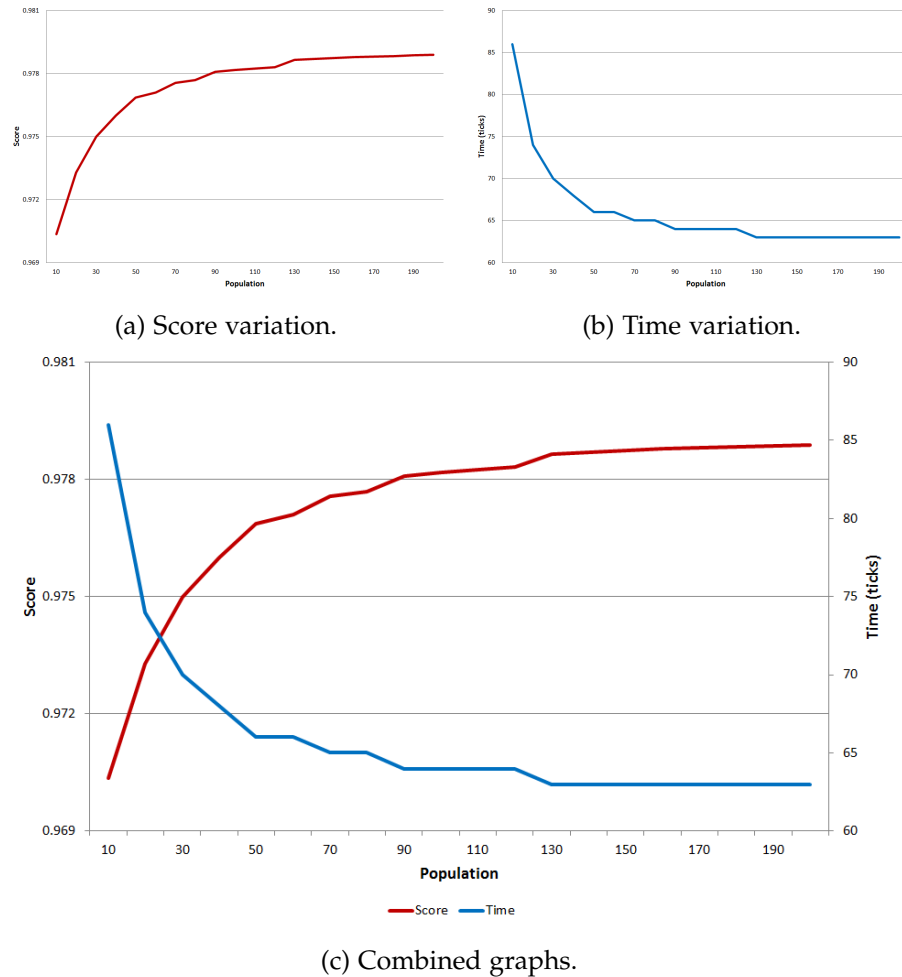 0.981
0.978
0.975
0.972
0.969
Score
10 30 50 70 90 110 130 150 170 190
Population
90
85
80
75
70
65
60
Time (ticks)
10 30 50 70 90 110 130 150 170 190
Population
(a) Score variation.
(b) Time variation.
0.981
0.978
0.975
0.972
0.969
Score
90
85
80
75
70
65
60
Time (ticks)
10 30 50 70 90 110 130 150 170 190
Population
Score Time
(c) Combined graphs.